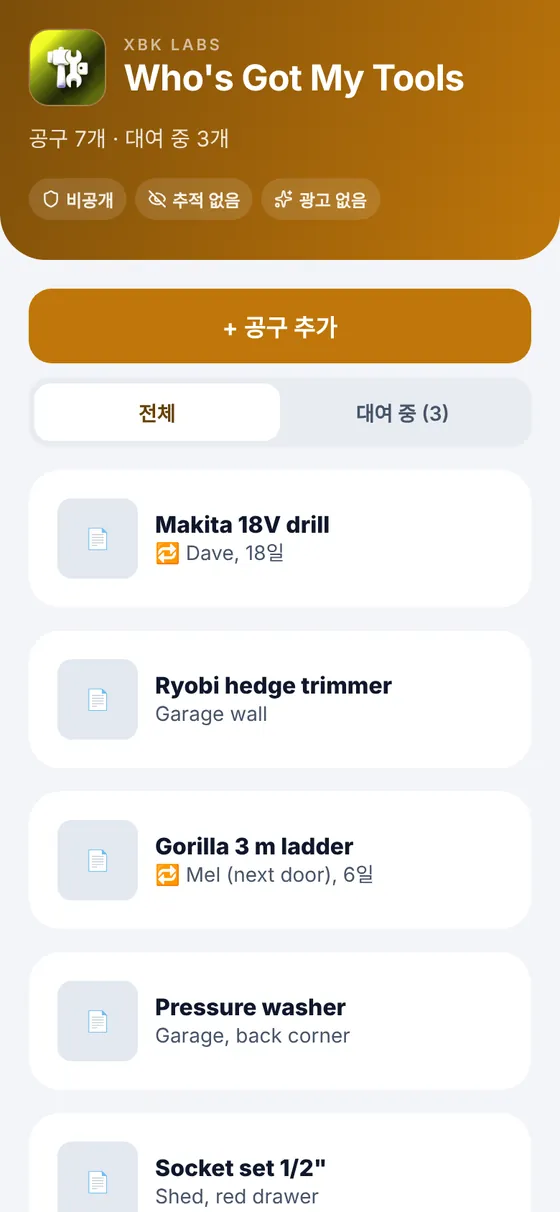 XBK LABS
Who's Got My Tools
공구 7개 · 대여 중 3개
비공개
추적 없음
광고 없음
+ 공구 추가
전체
대여 중 (3)
Makita 18V drill
🔁 Dave, 18일
Ryobi hedge trimmer
Garage wall
Gorilla 3 m ladder
🔁 Mel (next door), 6일
Pressure washer
Garage, back corner
Socket set 1/2"
Shed, red drawer